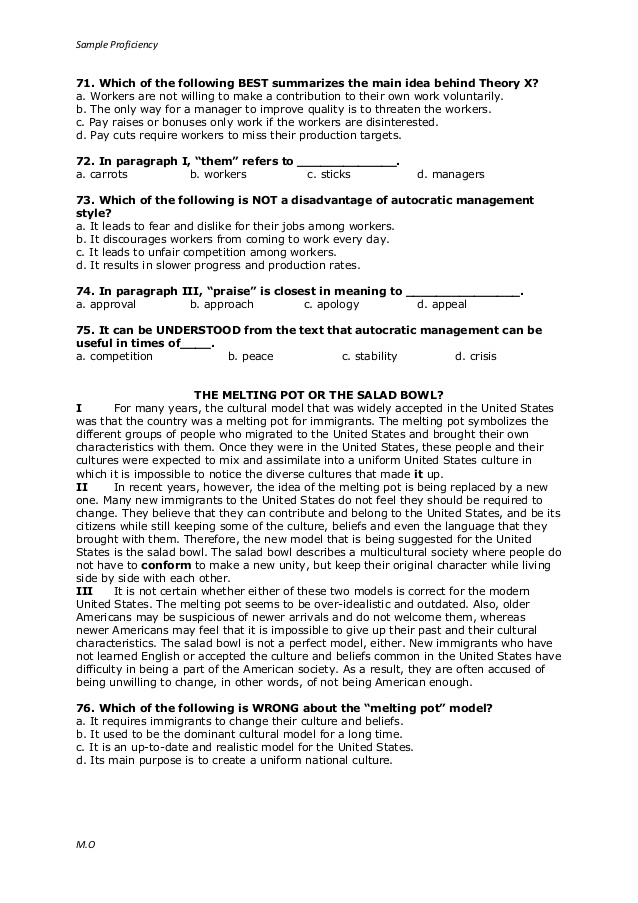 Sample Proficiency
71. Which of the following BEST summarizes the main idea behind Theory X?
a. Workers are not willing to make a contribution to their own work voluntarily.
b. The only way for a manager to improve quality is to threaten the workers.
c. Pay raises or bonuses only work if the workers are disinterested.
d. Pay cuts require workers to miss their production targets.
72. In paragraph I, “them” refers to ______________.
a. carrots b. workers c. sticks d. managers
73. Which of the following is NOT a disadvantage of autocratic management
style?
a. It leads to fear and dislike for their jobs among workers.
b. It discourages workers from coming to work every day.
c. It leads to unfair competition among workers.
d. It results in slower progress and production rates.
74. In paragraph III, “praise” is closest in meaning to ________________.
a. approval b. approach c. apology d. appeal
75. It can be UNDERSTOOD from the text that autocratic management can be
useful in times of____.
a. competition b. peace c. stability d. crisis
THE MELTING POT OR THE SALAD BOWL?
I For many years, the cultural model that was widely accepted in the United States
was that the country was a melting pot for immigrants. The melting pot symbolizes the
different groups of people who migrated to the United States and brought their own
characteristics with them. Once they were in the United States, these people and their
cultures were expected to mix and assimilate into a uniform United States culture in
which it is impossible to notice the diverse cultures that made it up.
II In recent years, however, the idea of the melting pot is being replaced by a new
one. Many new immigrants to the United States do not feel they should be required to
change. They believe that they can contribute and belong to the United States, and be its
citizens while still keeping some of the culture, beliefs and even the language that they
brought with them. Therefore, the new model that is being suggested for the United
States is the salad bowl. The salad bowl describes a multicultural society where people do
not have to conform to make a new unity, but keep their original character while living
side by side with each other.
III It is not certain whether either of these two models is correct for the modern
United States. The melting pot seems to be over-idealistic and outdated. Also, older
Americans may be suspicious of newer arrivals and do not welcome them, whereas
newer Americans may feel that it is impossible to give up their past and their cultural
characteristics. The salad bowl is not a perfect model, either. New immigrants who have
not learned English or accepted the culture and beliefs common in the United States have
difficulty in being a part of the American society. As a result, they are often accused of
being unwilling to change, in other words, of not being American enough.
76. Which of the following is WRONG about the “melting pot” model?
a. It requires immigrants to change their culture and beliefs.
b. It used to be the dominant cultural model for a long time.
c. It is an up-to-date and realistic model for the United States.
d. Its main purpose is to create a uniform national culture.
M.O